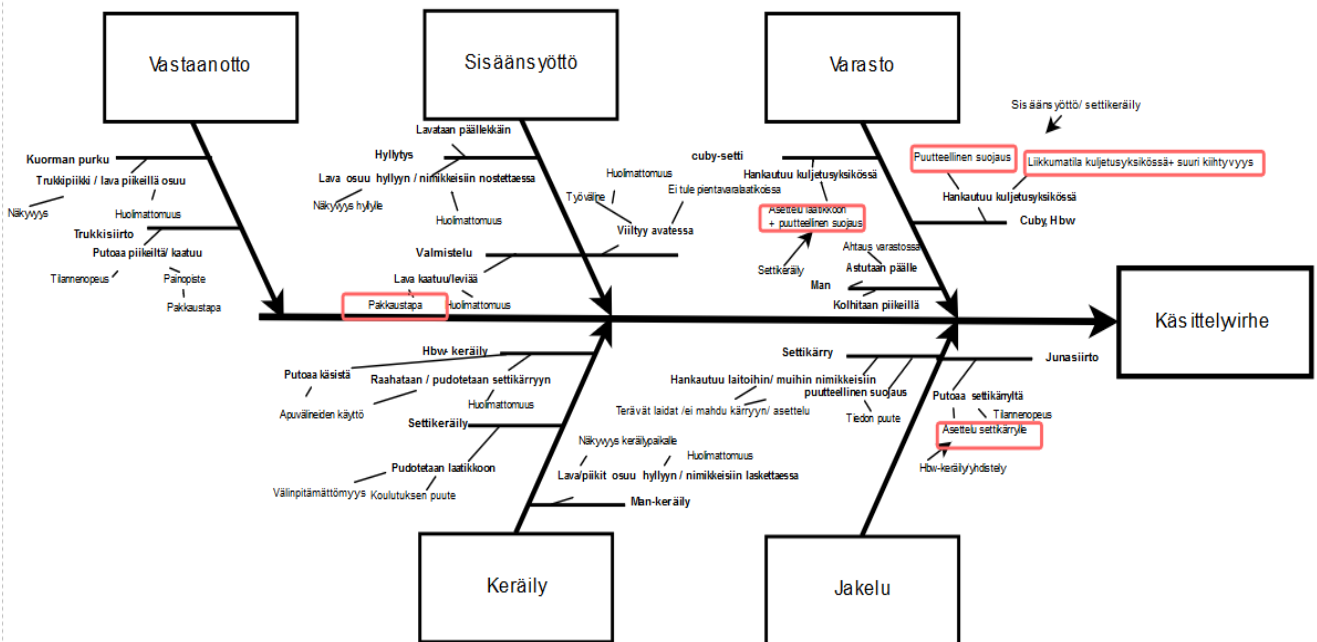 Vastaanotto
Sisäänsyöttö
Varasto
Sisäänsyöttö/ settikeräily
Kuorman purku
Trukkipiikki / lava piikeillä osuu
Näkyvyys
Huolimattomuus
Trukkisiirto
Putoaa piikeiltä/ kaatuu
Tilannenopeus
Painopiste
Pakkaustapa
Lavataan päällekkäin
Hyllytys
Lava osuu hyllyyn / nimikkeisiin nostettaessa
Näkyvyys hyllylle
Huolimattomuus
Huolimattomuus
Työväline
Ei tule pientavaralaatikoissa
Viiltyy avatessa
Valmistelu
Lava kaatuu/leviää
Pakkaustapa
Huolimattomuus
cuby-setti
Hankautuu kuljetusyksikössä
Asettelu laatikkoon
+ puutteellinen suojaus
Settikeräily
Puutteellinen suojaus
Liikkumatila kuljetusyksikössä+ suuri kiihtyvyys
Hankautuu kuljetusyksikössä
Cuby, Hbw
Ahtaus varastossa
Astutaan päälle
Man
Kolhitaan piikeillä
Käsittelyvirhe
Hbw- keräily
Putoaa käsistä
Raahataan / pudotetaan settikärryyn
Apuvälineiden käyttö
Huolimattomuus
Settikeräily
Pudotetaan laatikkoon
Välinpitämättömyys
Koulutuksen puute
Näkyvyys keräilypaikalle
Huolimattomuus
Lava/piikit osuu hyllyyn / nimikkeisiin laskettaessa
Man-keräily
Settikärry
Hankautuu laitoihin/ muihin nimikkeisiin
puutteellinen suojaus
Terävät laidat /ei mahdu kärryyn/ asettelu
Tiedon puute
Junasiirto
Putoaa settikärryltä
Tilannenopeus
Asettelu settikärrylle
Hbw-keräily/yhdistely
Keräily
Jakelu